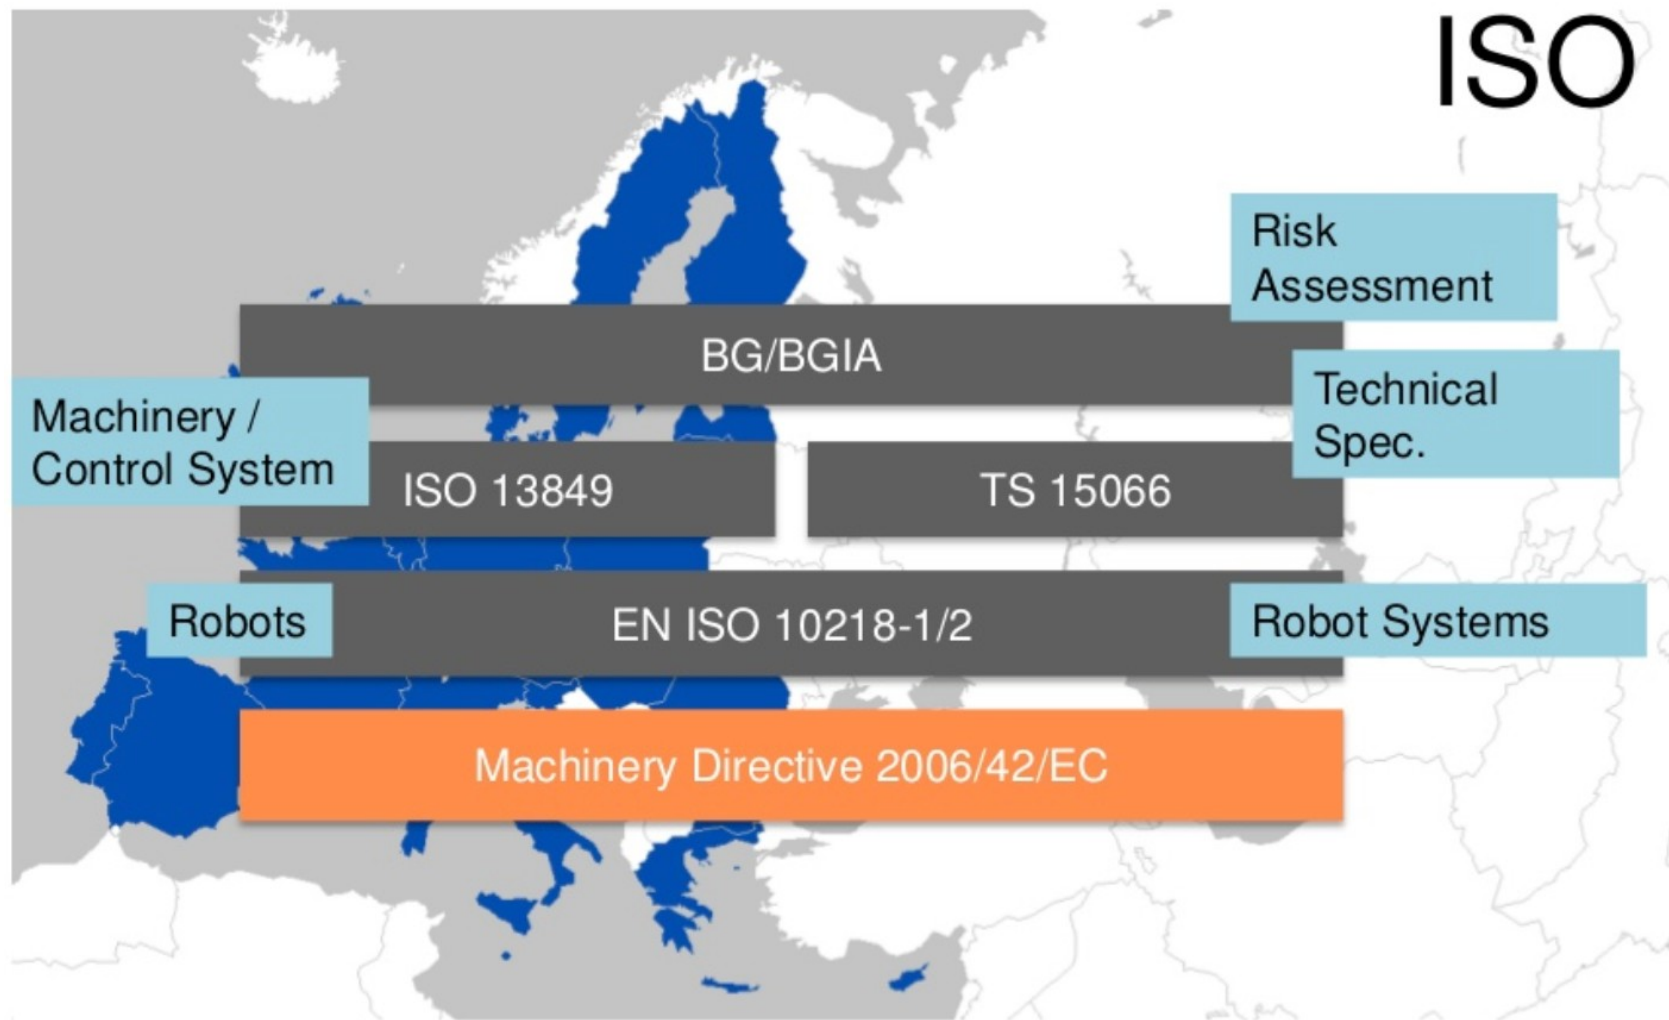 ISO
Risk
Assessment
BG/BGIA
Technical
Spec.
Machinery /
Control System
ISO 13849
TS 15066
Robots
EN ISO 10218-1/2
Robot Systems
Machinery Directive 2006/42/EC